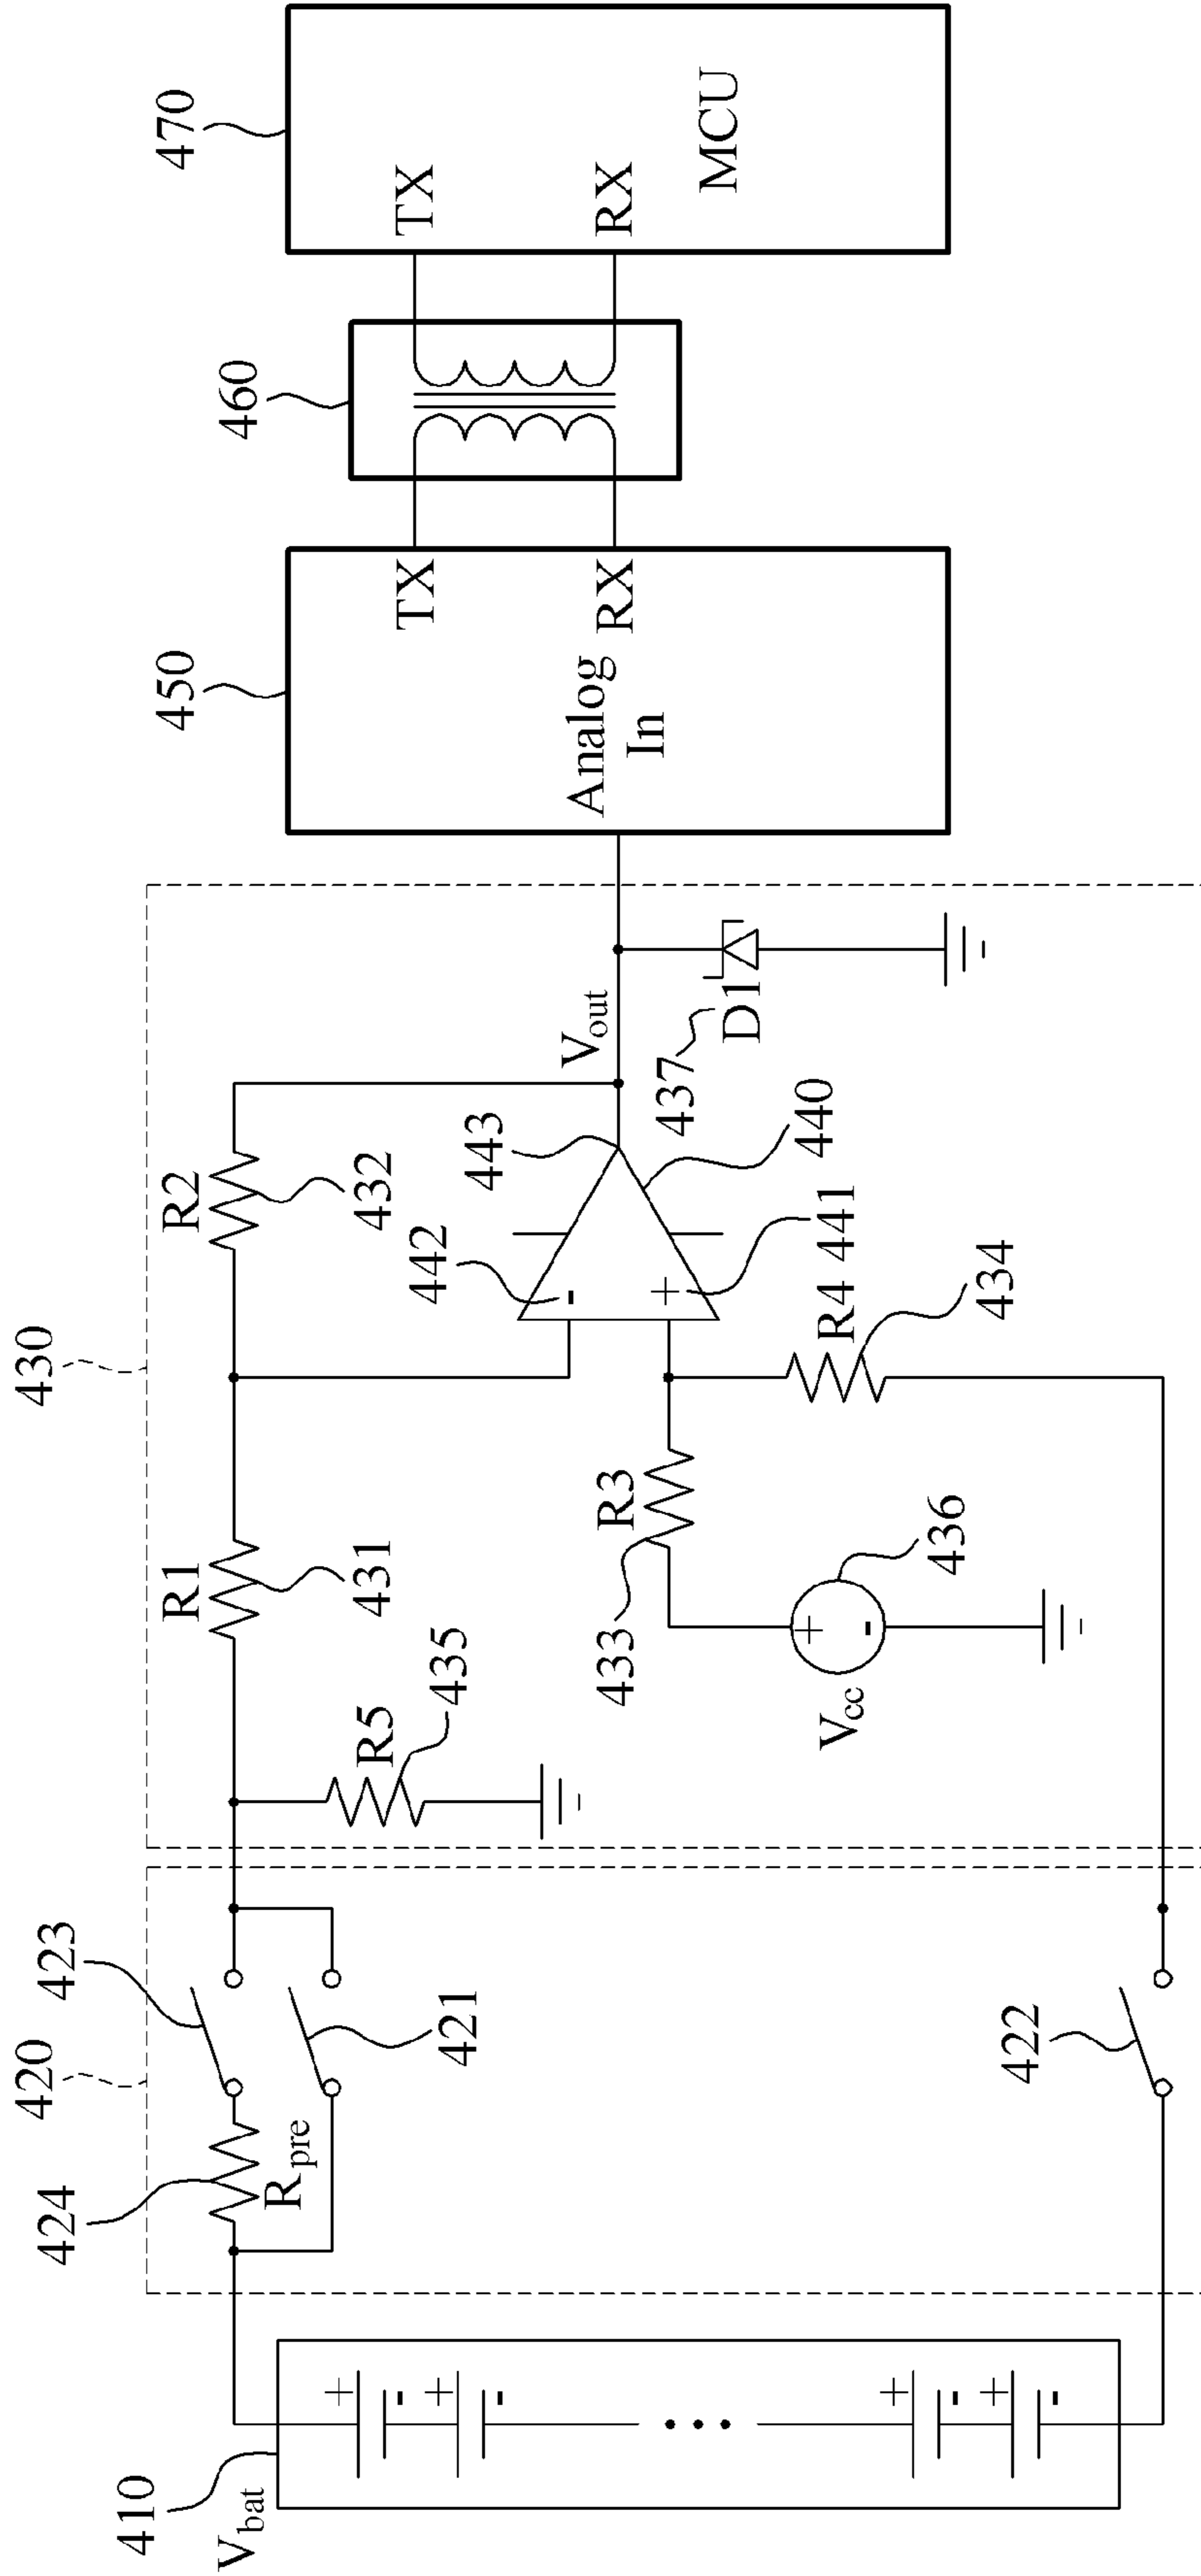 410
V_bat
+
-
+
-
+
-
+
-
420
424
R_pre
423
421
422
430
R5
435
R1
431
R2
432
R3
433
V_cc
+
-
436
R4
434
442
-
+
441
443
440
V_out
437
D1
450
Analog
In
TX
RX
460
470
TX
RX
MCU